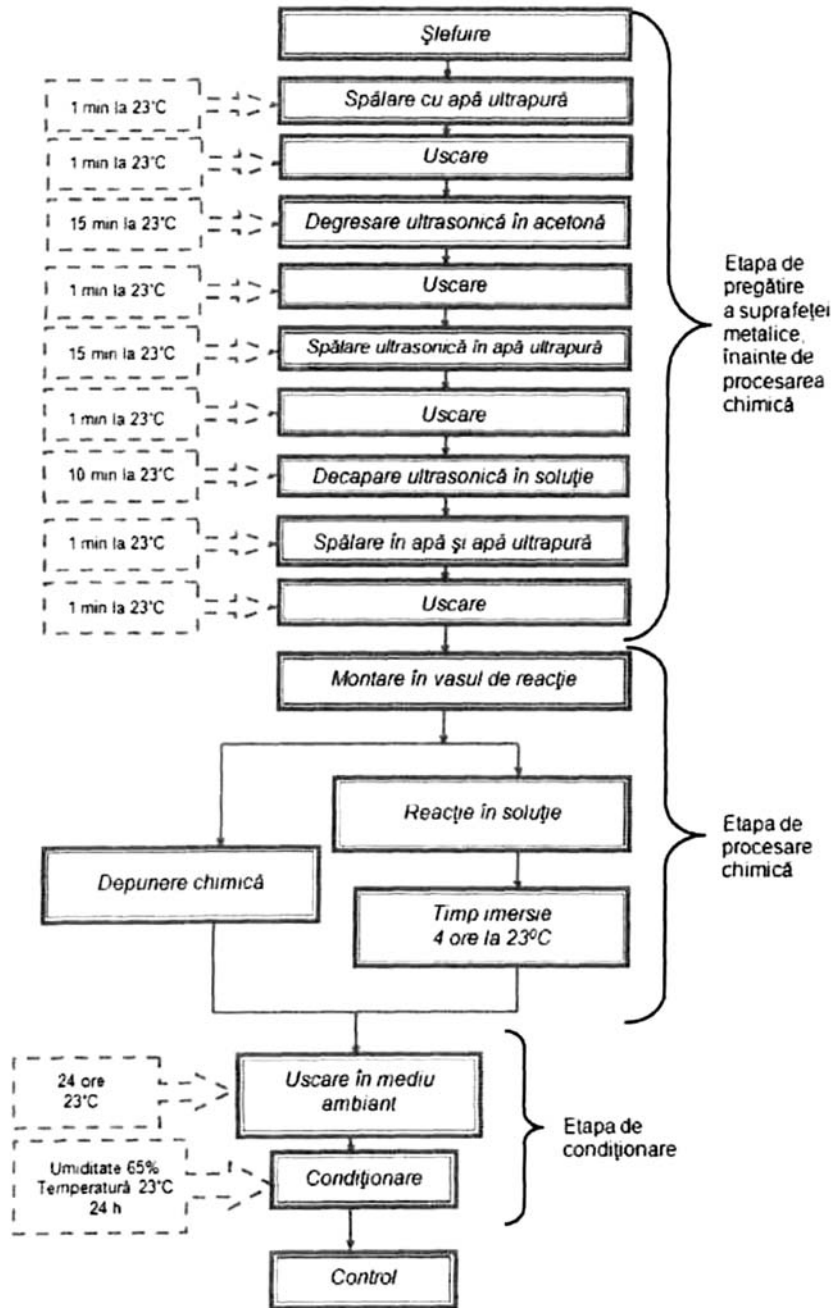 Şlefuire
1 min la 23°C
Spălare cu apă ultrapură
1 min la 23°C
Uscare
15 min la 23°C
Degresare ultrasonică în acetonă
1 min la 23°C
Uscare
15 min la 23°C
Spălare ultrasonică în apă ultrapură
1 min la 23°C
Uscare
10 min la 23°C
Decapare ultrasonică în soluţie
1 min la 23°C
Spălare în apă şi apă ultrapură
1 min la 23°C
Uscare
Etapa de
pregătire
a suprafeţei
metalice,
înainte de
procesarea
chimică
Montare în vasul de reacţie
Reacţie în soluţie
Depunere chimică
Timp imersie
4 ore la 23⁰C
Etapa de
procesare
chimică
24 ore
23°C
Uscare în mediu
ambiant
Umiditate 65%
Temperatură 23°C
24 h
Condiţionare
Etapa de
condiţionare
Control